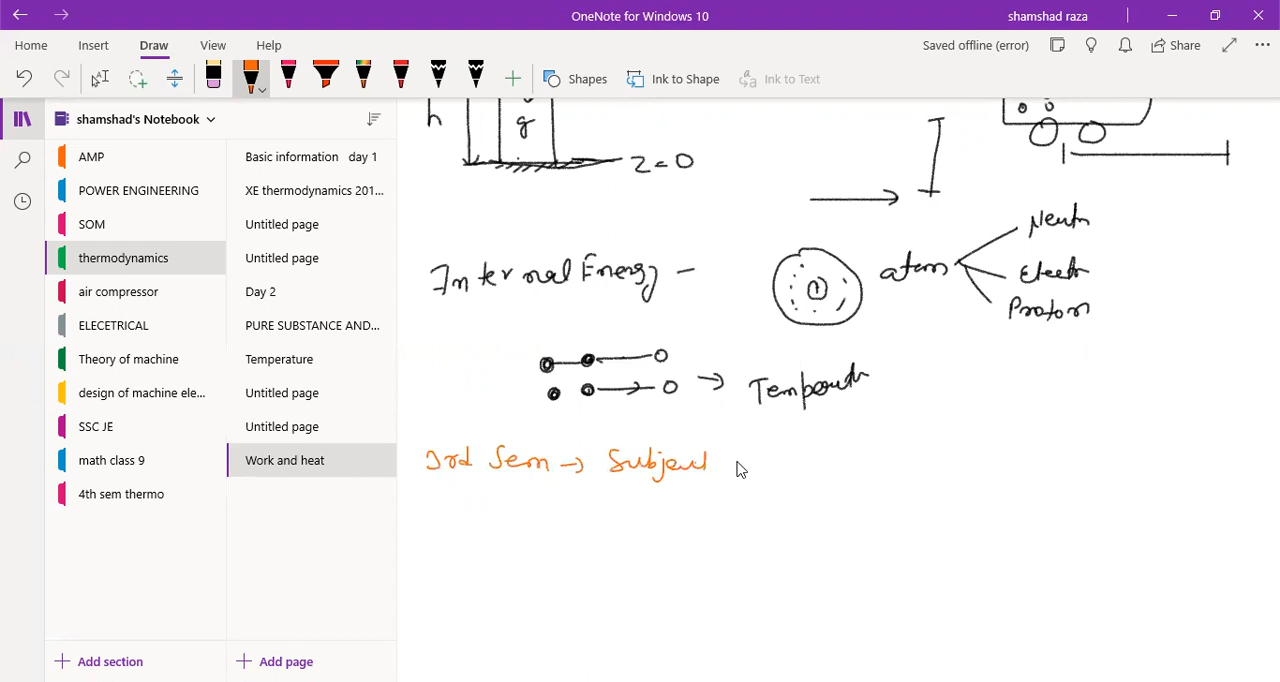 OneNote for Windows 10
shamshad raza
Home Insert Draw View Help
Saved offline (error) Share
Shapes Ink to Shape Ink to Text
shamshad's Notebook
AMP
POWER ENGINEERING
SOM
thermodynamics
air compressor
ELECETRICAL
Theory of machine
design of machine ele...
SSC JE
math class 9
4th sem thermo
Add section
Basic information day 1
XE thermodynamics 201...
Untitled page
Untitled page
Day 2
PURE SUBSTANCE AND...
Temperature
Untitled page
Untitled page
Work and heat
Add page
h
g
Z=0
Internal Energy -
atom
Neutr
Electr
Proton
→
3rd Sem →